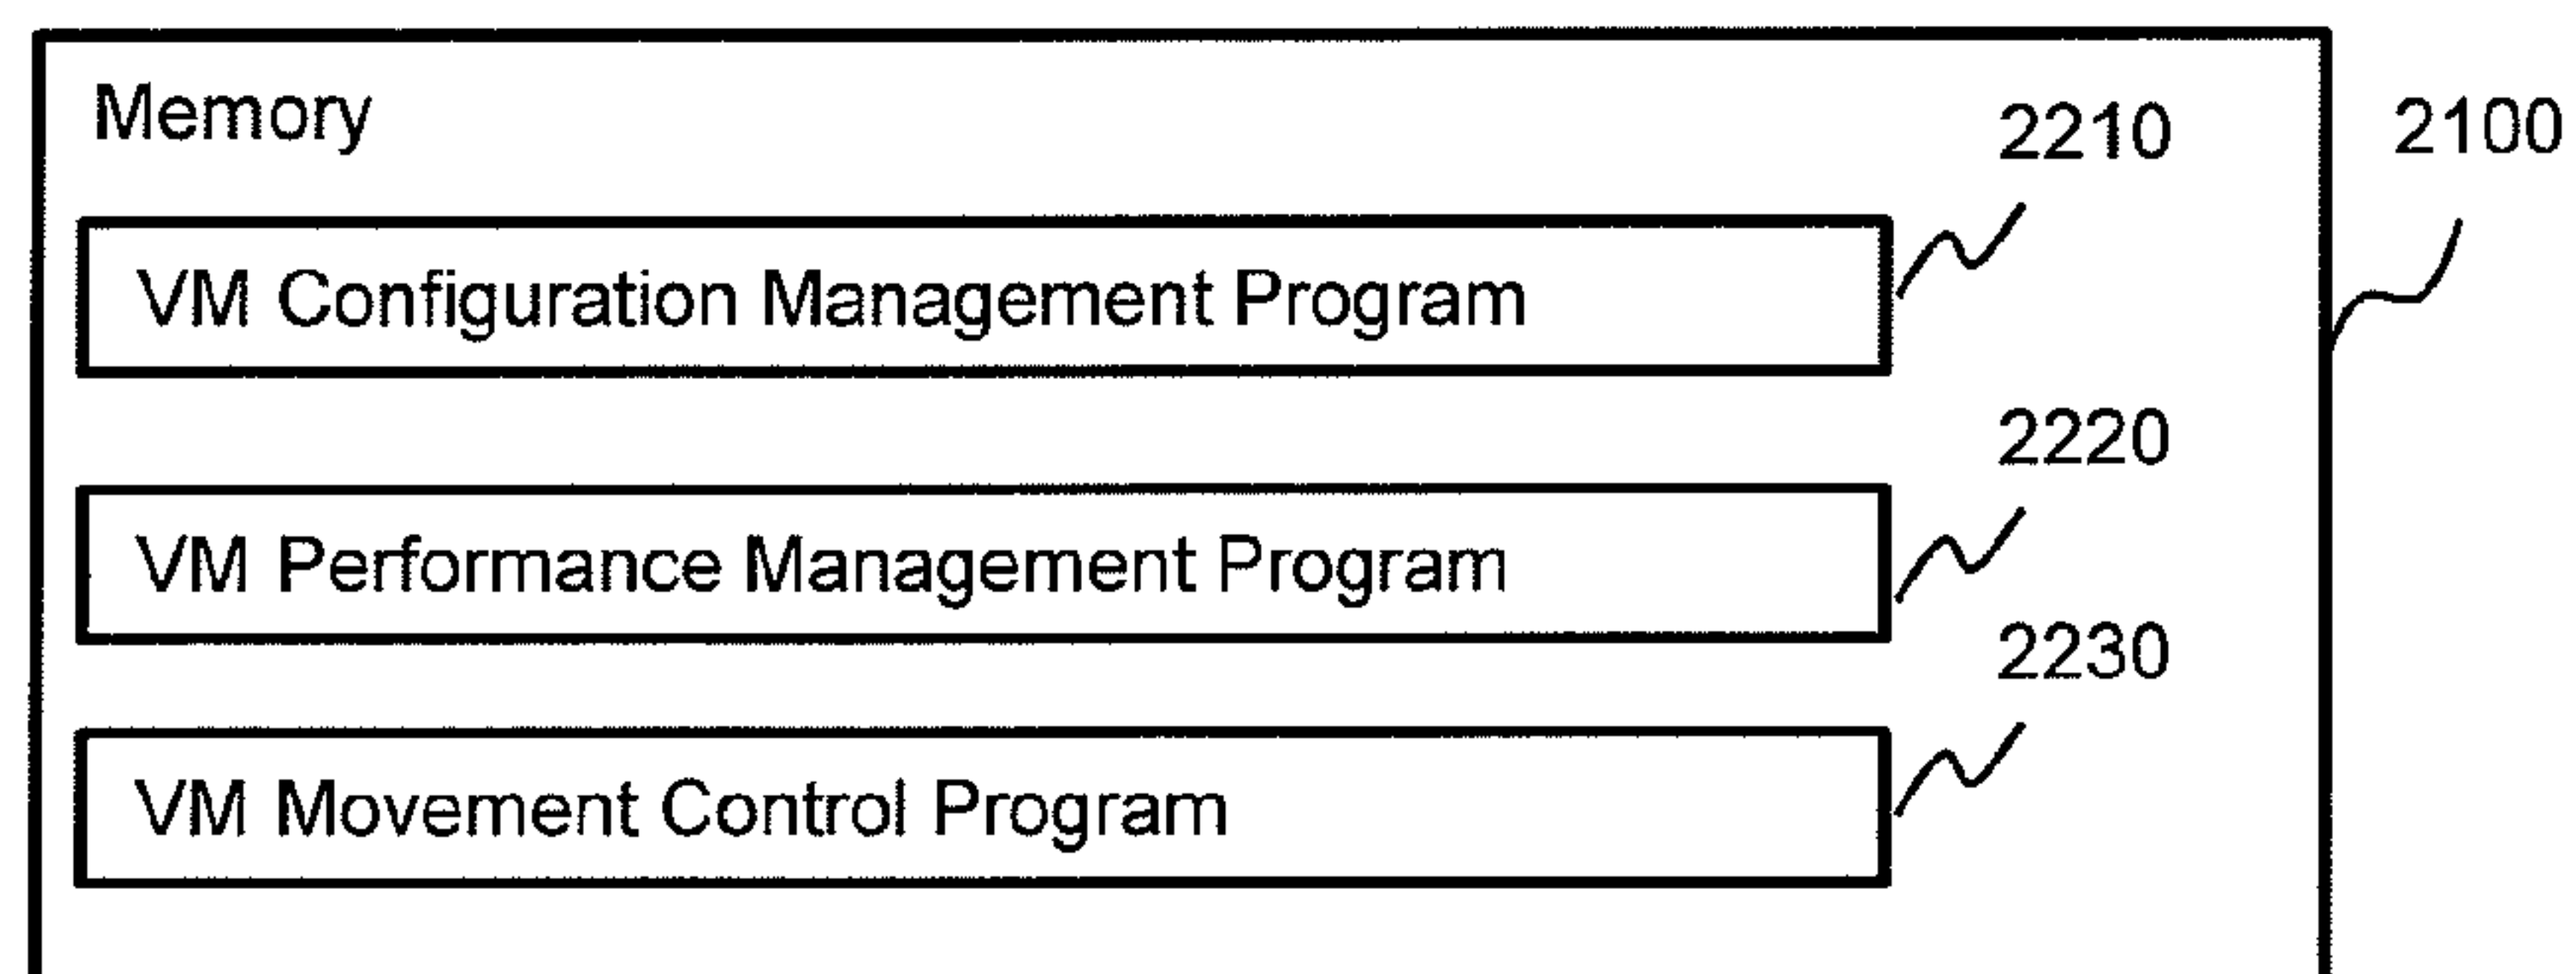 Memory
2210
2100
VM Configuration Management Program
2220
VM Performance Management Program
2230
VM Movement Control Program